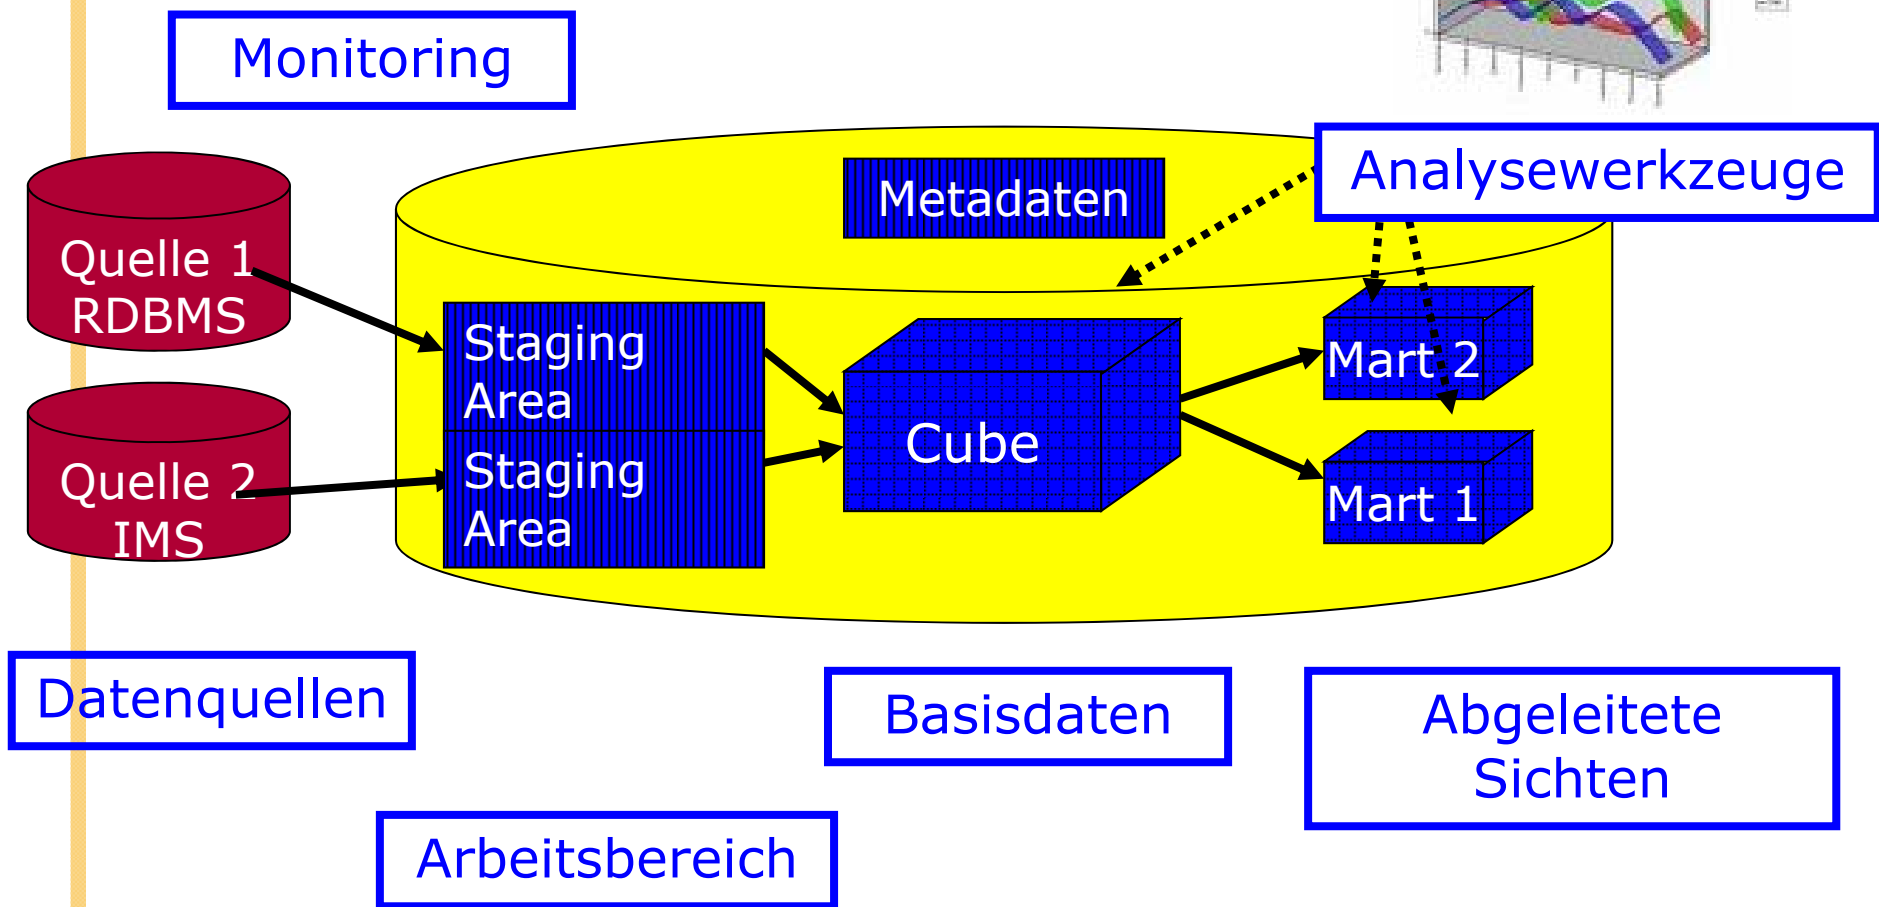 Monitoring
Analysewerkzeuge
Metadaten
Quelle 1
RDBMS
Staging
Area
Mart 2
Cube
Quelle 2
IMS
Staging
Area
Mart 1
Datenquellen
Basisdaten
Abgeleitete
Sichten
Arbeitsbereich